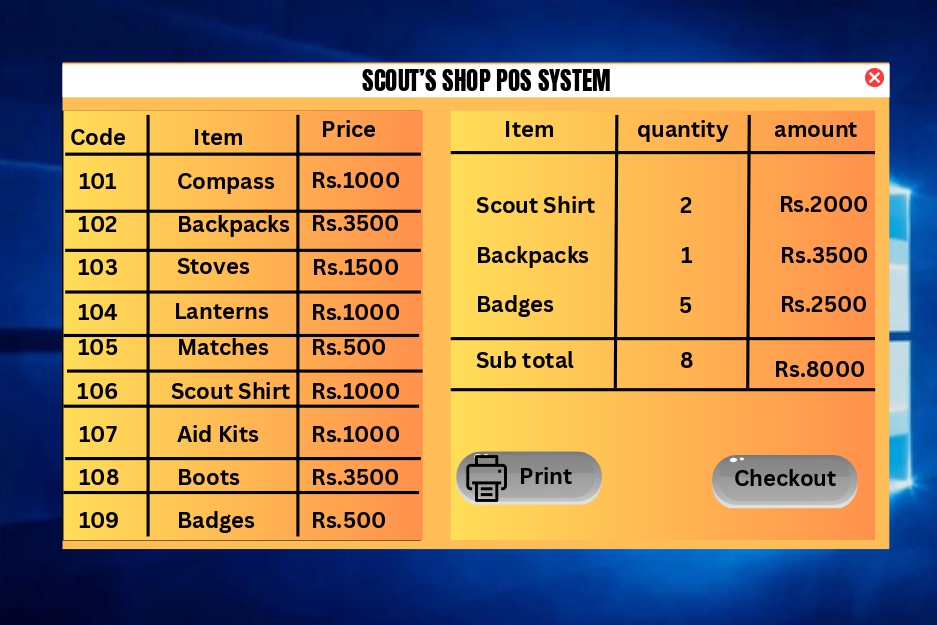 SCOUT'S SHOP POS SYSTEM
Code Item Price
101 Compass Rs.1000
102 Backpacks Rs.3500
103 Stoves Rs.1500
104 Lanterns Rs.1000
105 Matches Rs.500
106 Scout Shirt Rs.1000
107 Aid Kits Rs.1000
108 Boots Rs.3500
109 Badges Rs.500
Item quantity amount
Scout Shirt 2 Rs.2000
Backpacks 1 Rs.3500
Badges 5 Rs.2500
Sub total 8 Rs.8000
Print
Checkout